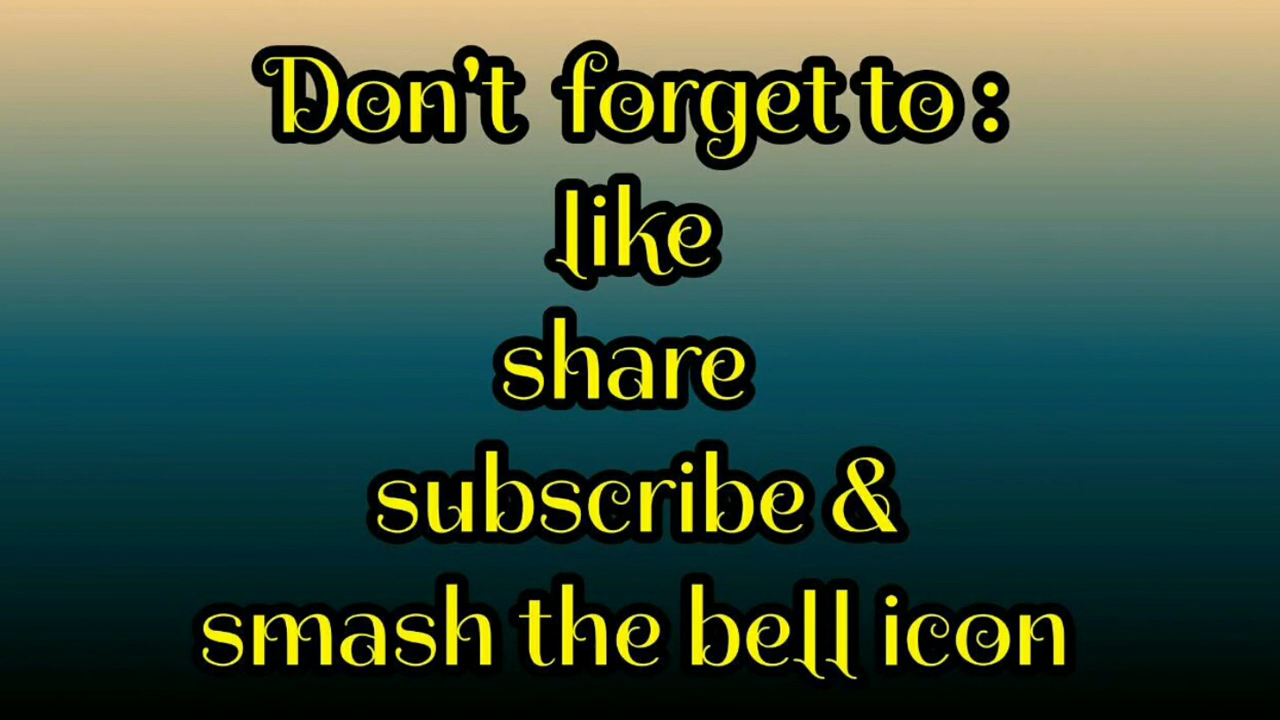 Don't forget to :
like
share
subscribe &
smash the bell icon